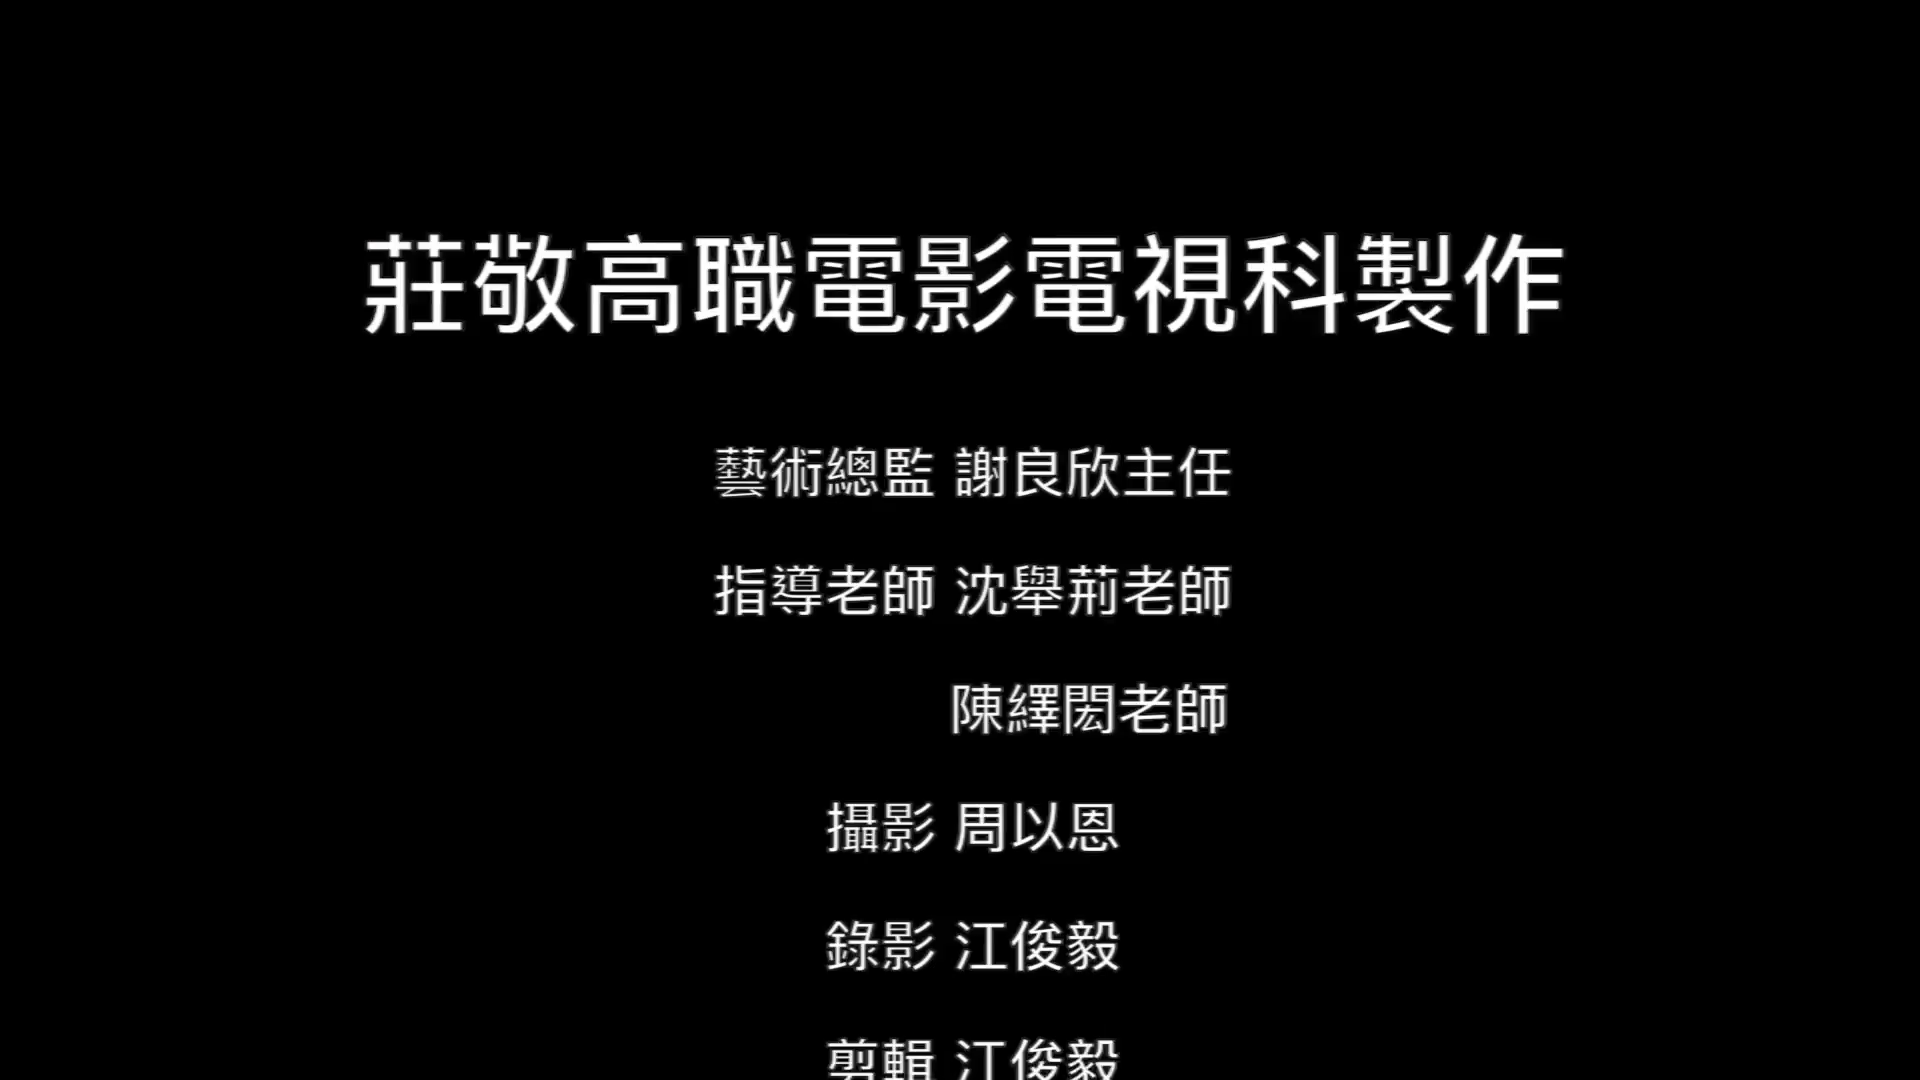 莊敬高職電影電視科製作
藝術總監 謝良欣主任
指導老師 沈舉荊老師
陳繹閎老師
攝影 周以恩
錄影 江俊毅
剪輯 江俊毅